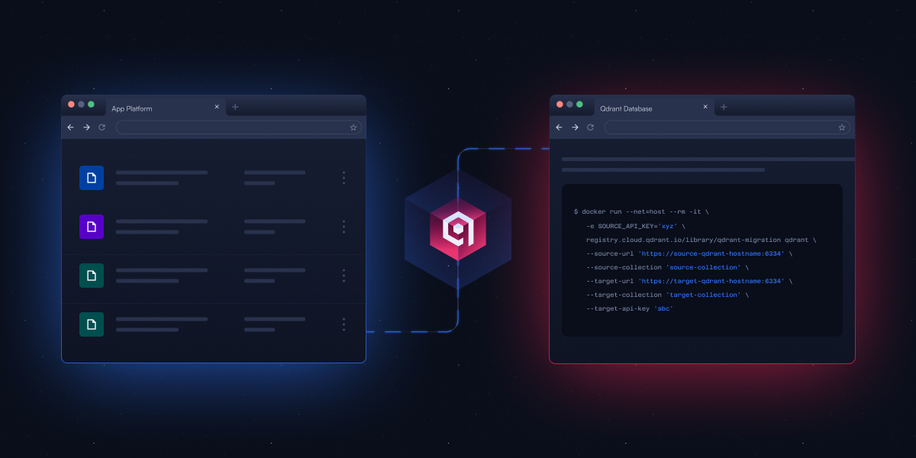 App Platform
Qdrant Database
$ docker run --net=host --rm -it \
-e SOURCE_API_KEY='xyz' \
registry.cloud.qdrant.io/library/qdrant-migration qdrant \
--source-url 'https://source-qdrant-hostname:6334' \
--source-collection 'source-collection' \
--target-url 'https://target-qdrant-hostname:6334' \
--target-collection 'target-collection' \
--target-api-key 'abc'